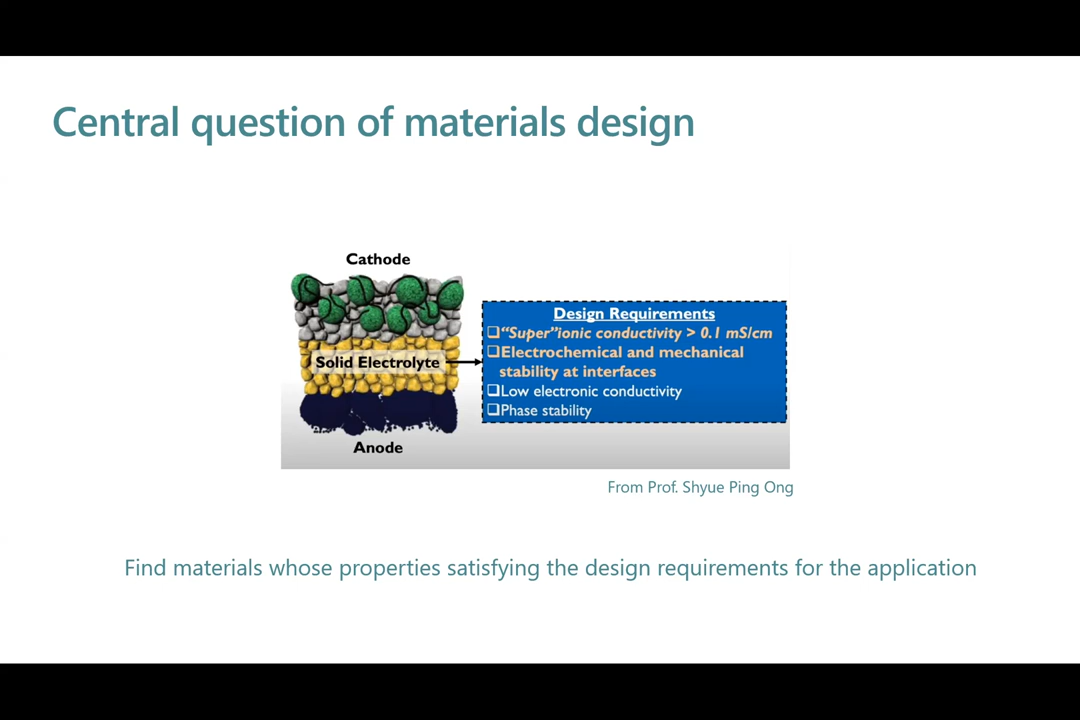 Central question of materials design
Cathode
Solid Electrolyte
Anode
Design Requirements
❑“Super”ionic conductivity > 0.1 mS/cm
❑Electrochemical and mechanical
stability at interfaces
❑Low electronic conductivity
❑Phase stability
From Prof. Shyue Ping Ong
Find materials whose properties satisfying the design requirements for the application